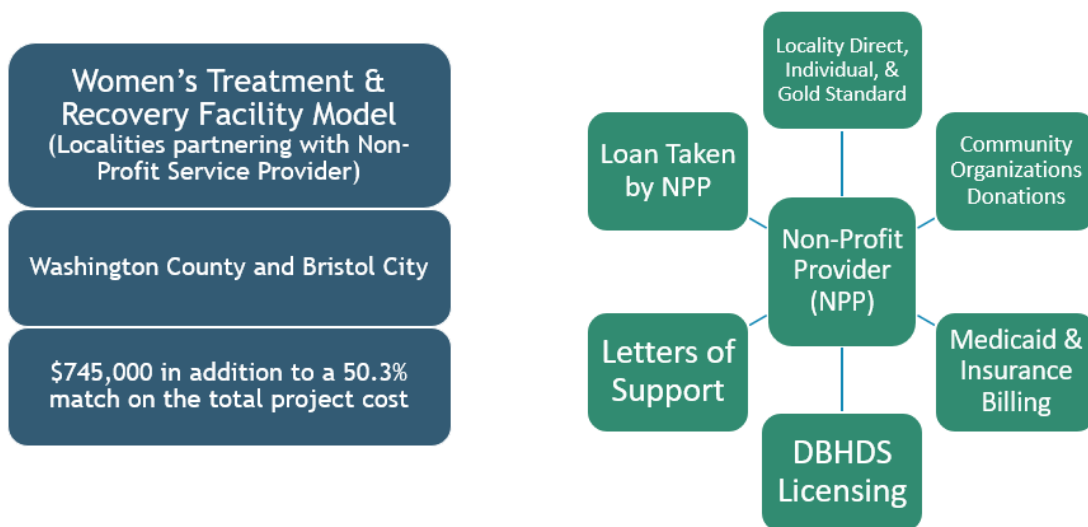 Women’s Treatment &
Recovery Facility Model
(Localities partnering with Non-
Profit Service Provider)
Washington County and Bristol City
$745,000 in addition to a 50.3%
match on the total project cost
Locality Direct,
Individual, &
Gold Standard
Community
Organizations
Donations
Medicaid &
Insurance
Billing
DBHDS
Licensing
Letters of
Support
Loan Taken
by NPP
Non-Profit
Provider
(NPP)